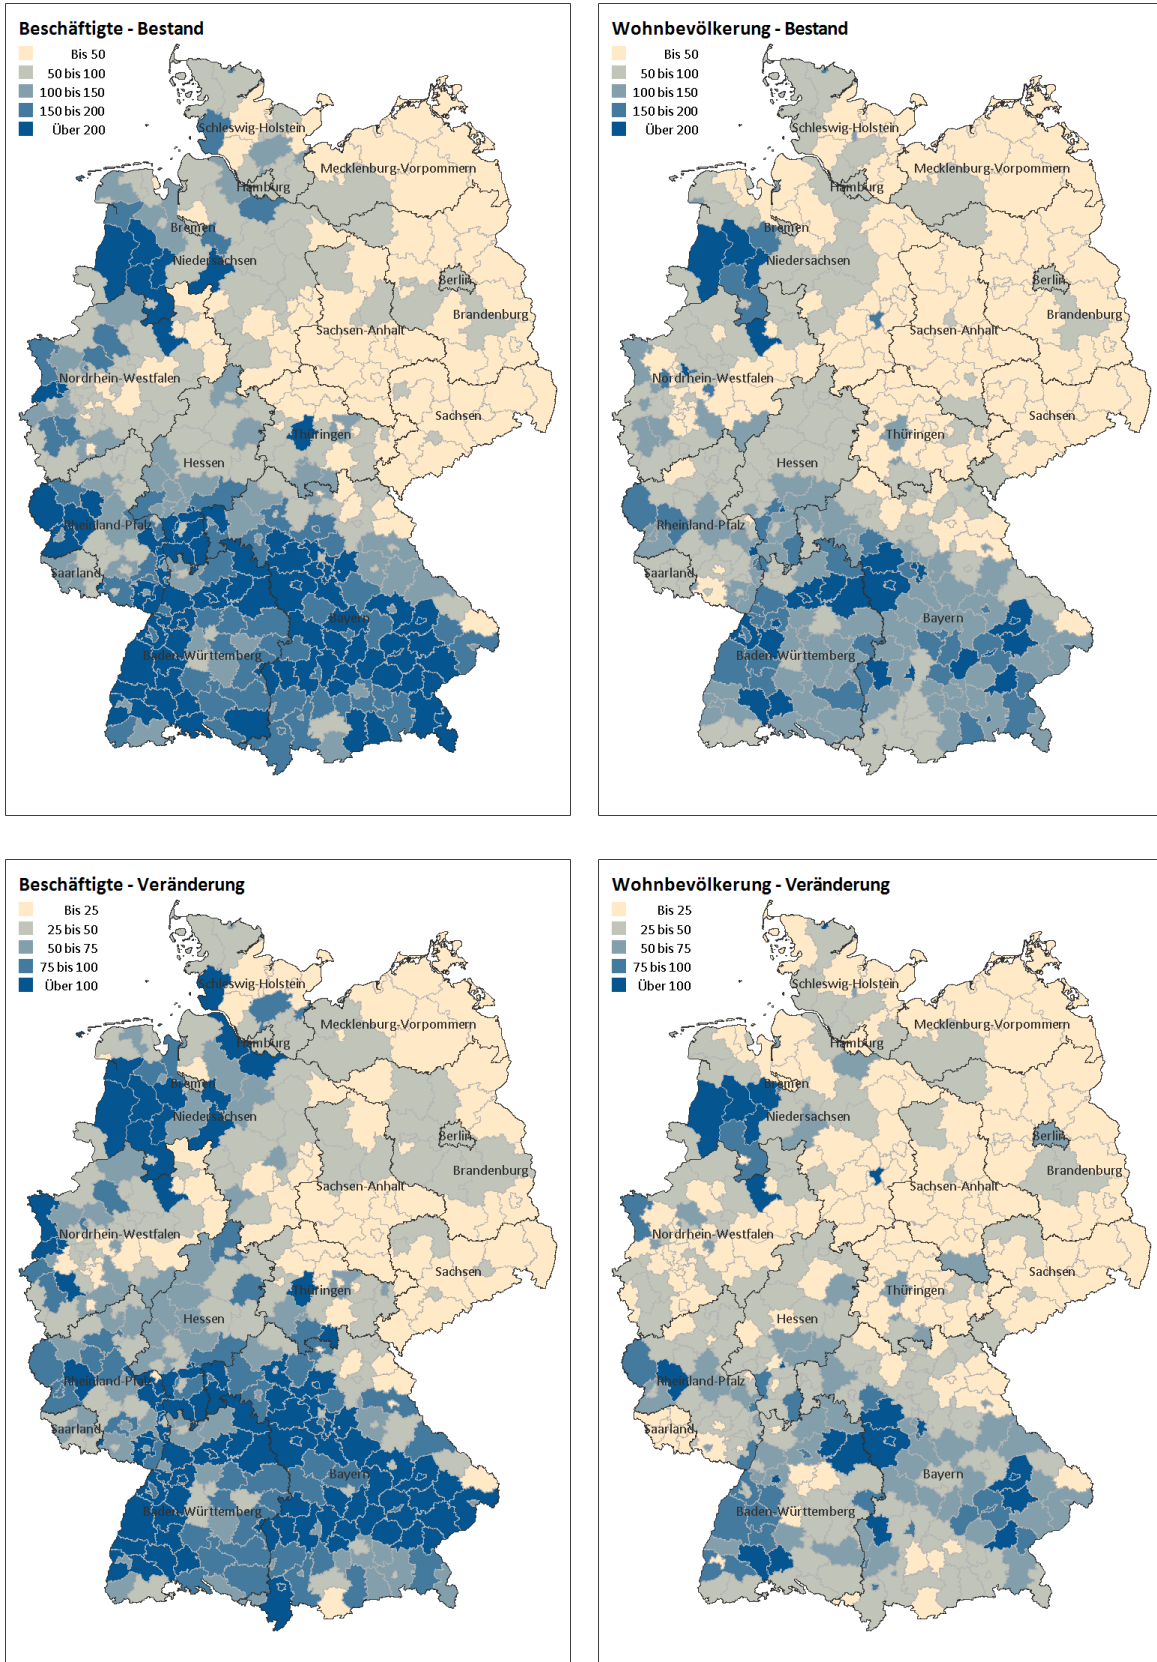 Beschäftigte - Bestand
Bis 50
50 bis 100
100 bis 150
150 bis 200
Über 200
Schleswig-Holstein
Mecklenburg-Vorpommern
Hamburg
Bremen
Niedersachsen
Berlin
Brandenburg
Sachsen-Anhalt
Nordrhein-Westfalen
Sachsen
Thüringen
Hessen
Rheinland-Pfalz
Saarland
Bayern
Baden-Württemberg
Wohnbevölkerung - Bestand
Bis 50
50 bis 100
100 bis 150
150 bis 200
Über 200
Schleswig-Holstein
Mecklenburg-Vorpommern
Hamburg
Bremen
Niedersachsen
Berlin
Brandenburg
Sachsen-Anhalt
Nordrhein-Westfalen
Sachsen
Thüringen
Hessen
Rheinland-Pfalz
Saarland
Bayern
Baden-Württemberg
Beschäftigte - Veränderung
Bis 25
25 bis 50
50 bis 75
75 bis 100
Über 100
Schleswig-Holstein
Mecklenburg-Vorpommern
Hamburg
Bremen
Niedersachsen
Berlin
Brandenburg
Sachsen-Anhalt
Nordrhein-Westfalen
Sachsen
Thüringen
Hessen
Rheinland-Pfalz
Saarland
Bayern
Baden-Württemberg
Wohnbevölkerung - Veränderung
Bis 25
25 bis 50
50 bis 75
75 bis 100
Über 100
Schleswig-Holstein
Mecklenburg-Vorpommern
Hamburg
Bremen
Niedersachsen
Berlin
Brandenburg
Sachsen-Anhalt
Nordrhein-Westfalen
Sachsen
Thüringen
Hessen
Rheinland-Pfalz
Saarland
Bayern
Baden-Württemberg